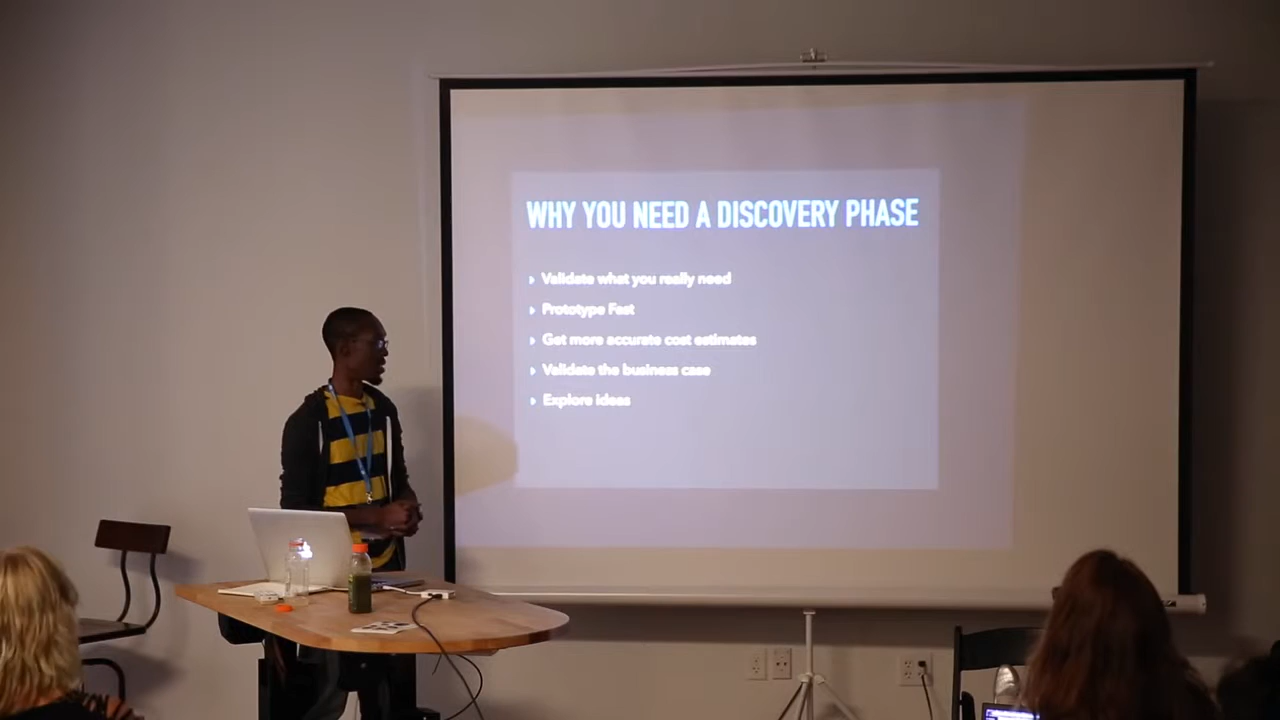 WHY YOU NEED A DISCOVERY PHASE
Validate what you really need
Prototype Fast
Get more accurate cost estimates
Validate the business case
Explore ideas